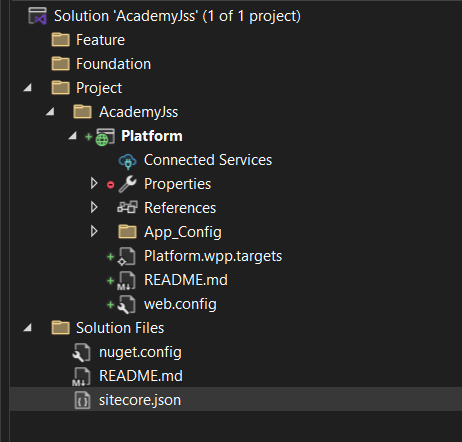 Solution 'AcademyJss' (1 of 1 project)
Feature
Foundation
Project
AcademyJss
Platform
Connected Services
Properties
References
App_Config
Platform.wpp.targets
README.md
web.config
Solution Files
nuget.config
README.md
sitecore.json